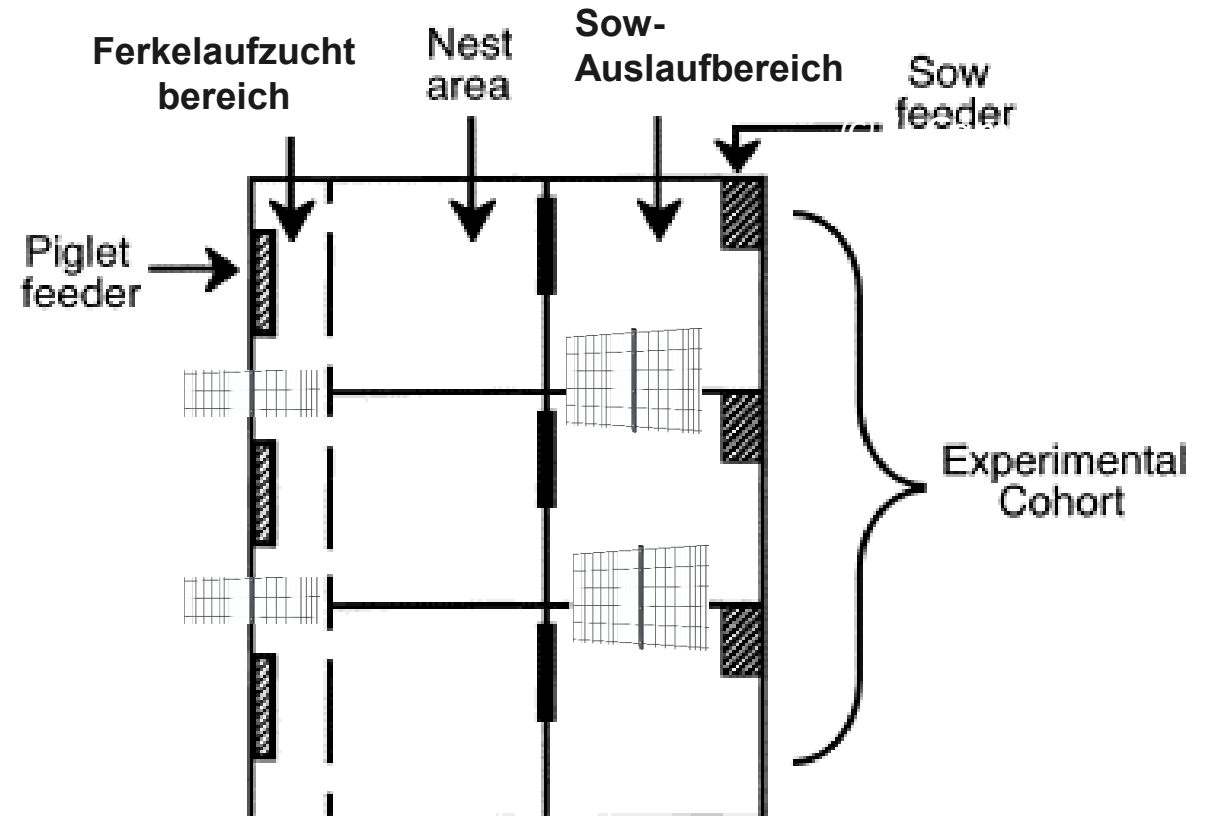 Ferkelaufzucht
bereich
Nest
area
Sow-
Auslaufbereich
Sow
feeder
Piglet
feeder
Experimental
Cohort